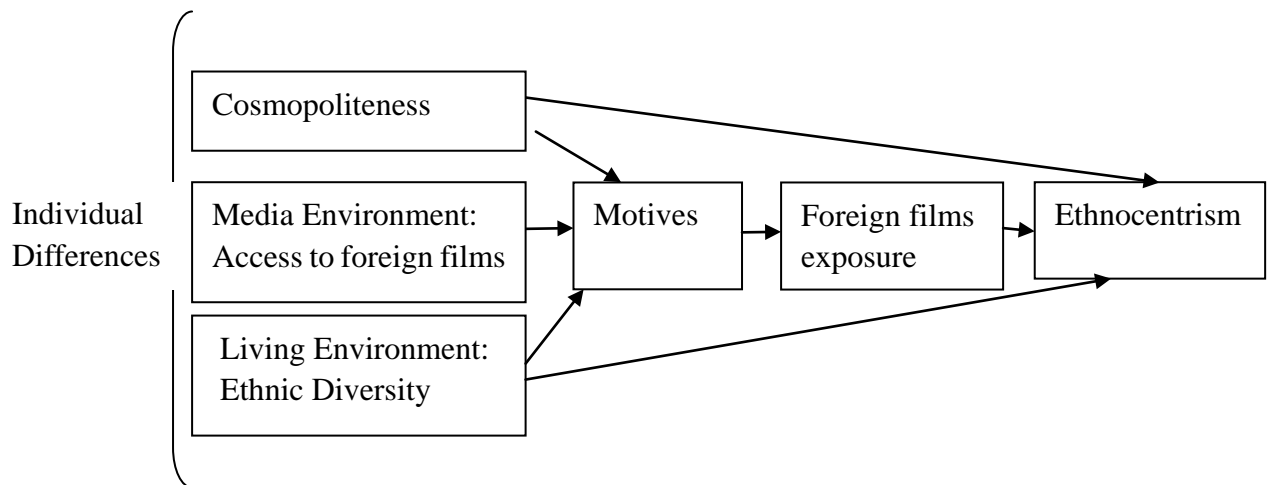 Individual
Differences
Cosmopoliteness
Media Environment:
Access to foreign films
Living Environment:
Ethnic Diversity
Motives
Foreign films
exposure
Ethnocentrism